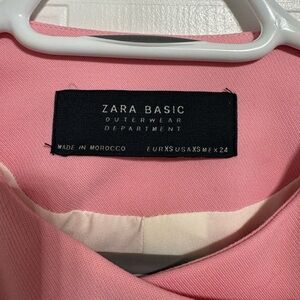 ZARA BASIC
OUTERWEAR
DEPARTMENT
MADE IN MOROCCO EUR XS USA XS MEX 24